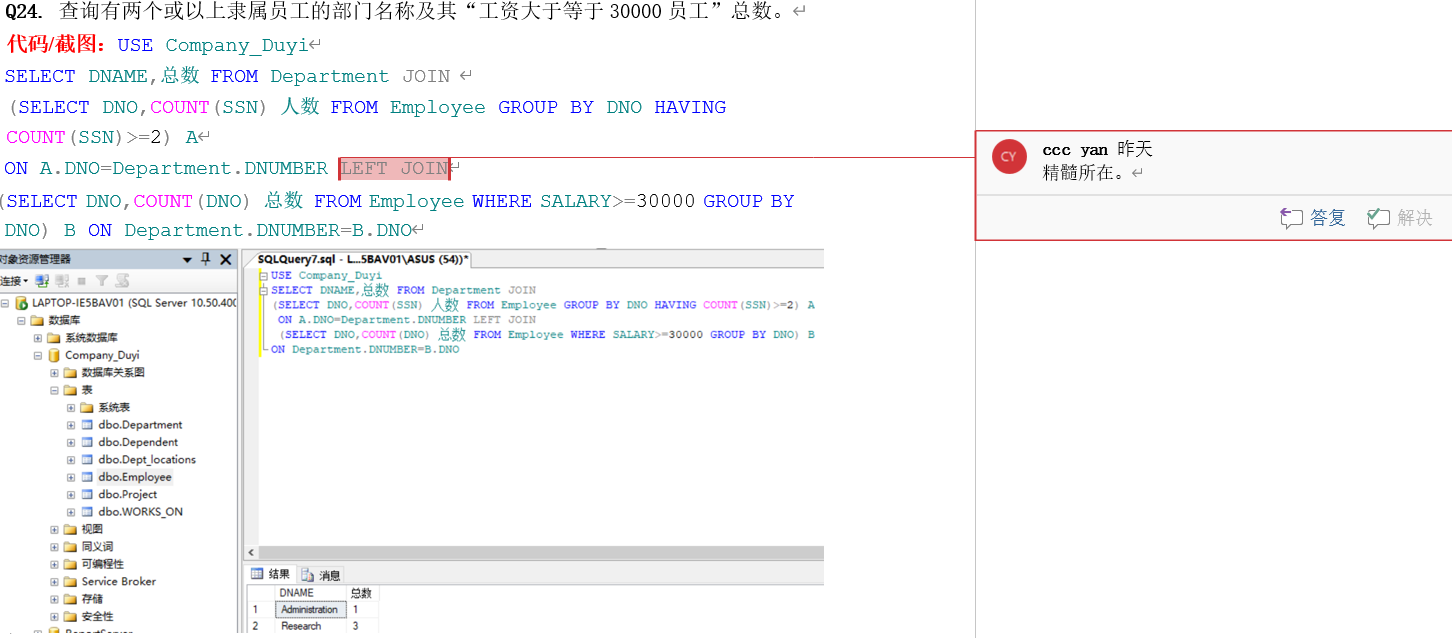 Q24. 查询有两个或以上隶属员工的部门名称及其“工资大于等于 30000 员工”总数。↵
代码/截图：USE Company_Duyi↵
SELECT DNAME,总数 FROM Department JOIN ↵
(SELECT DNO,COUNT(SSN) 人数 FROM Employee GROUP BY DNO HAVING
COUNT(SSN)>=2) A↵
ON A.DNO=Department.DNUMBER LEFT JOIN↵
(SELECT DNO,COUNT(DNO) 总数 FROM Employee WHERE SALARY>=30000 GROUP BY
DNO) B ON Department.DNUMBER=B.DNO↵
CY
ccc yan 昨天
精髓所在。↵
答复 解决
对象资源管理器
连接
LAPTOP-IE5BAV01 (SQL Server 10.50.400
数据库
系统数据库
Company_Duyi
数据库关系图
表
系统表
dbo.Department
dbo.Dependent
dbo.Dept_locations
dbo.Employee
dbo.Project
dbo.WORKS_ON
视图
同义词
可编程性
Service Broker
存储
安全性
SQLQuery7.sql - L...5BAV01\ASUS (54))*
USE Company_Duyi
SELECT DNAME,总数 FROM Department JOIN
(SELECT DNO,COUNT(SSN) 人数 FROM Employee GROUP BY DNO HAVING COUNT(SSN)>=2) A
ON A.DNO=Department.DNUMBER LEFT JOIN
(SELECT DNO,COUNT(DNO) 总数 FROM Employee WHERE SALARY>=30000 GROUP BY DNO) B
ON Department.DNUMBER=B.DNO
结果 消息
DNAME 总数
1 Administration 1
2 Research 3